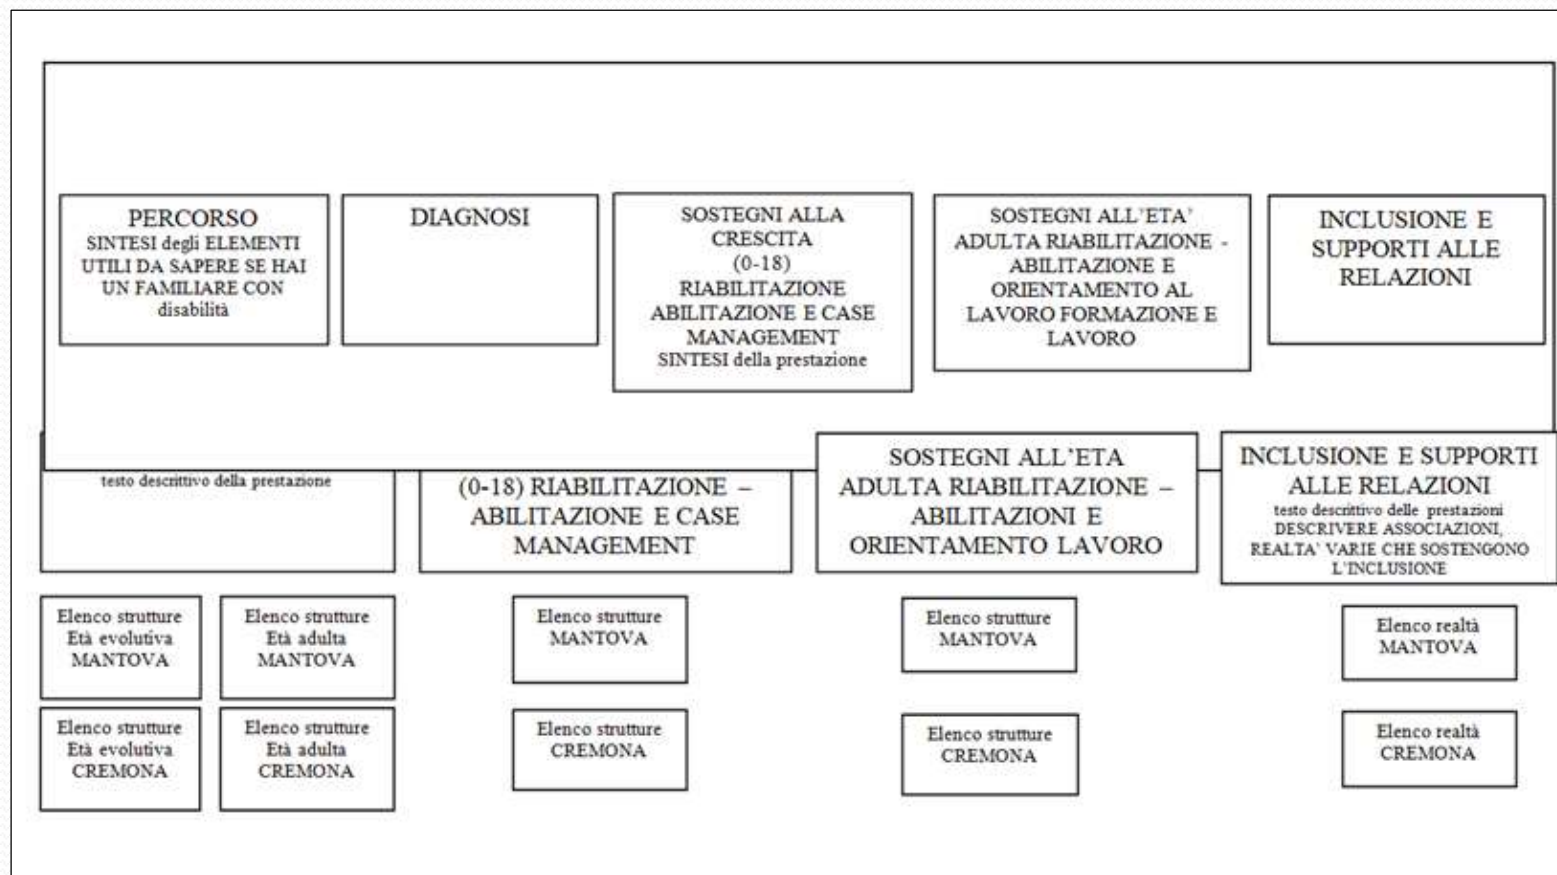 PERCORSO
SINTESI degli ELEMENTI
UTILI DA SAPERE SE HAI
UN FAMILIARE CON
disabilità
DIAGNOSI
SOSTEGNI ALLA
CRESCITA
(0-18)
RIABILITAZIONE
ABILITAZIONE E CASE
MANAGEMENT
SINTESI della prestazione
SOSTEGNI ALL'ETA'
ADULTA RIABILITAZIONE -
ABILITAZIONE E
ORIENTAMENTO AL
LAVORO FORMAZIONE E
LAVORO
INCLUSIONE E
SUPPORTI ALLE
RELAZIONI
testo descrittivo della prestazione
(0-18) RIABILITAZIONE –
ABILITAZIONE E CASE
MANAGEMENT
SOSTEGNI ALL'ETA
ADULTA RIABILITAZIONE –
ABILITAZIONI E
ORIENTAMENTO LAVORO
INCLUSIONE E SUPPORTI
ALLE RELAZIONI
testo descrittivo delle prestazioni
DESCRIVERE ASSOCIAZIONI,
REALTA' VARIE CHE SOSTENGONO
L'INCLUSIONE
Elenco strutture
Età evolutiva
MANTOVA
Elenco strutture
Età adulta
MANTOVA
Elenco strutture
MANTOVA
Elenco strutture
MANTOVA
Elenco realtà
MANTOVA
Elenco strutture
Età evolutiva
CREMONA
Elenco strutture
Età adulta
CREMONA
Elenco strutture
CREMONA
Elenco strutture
CREMONA
Elenco realtà
CREMONA